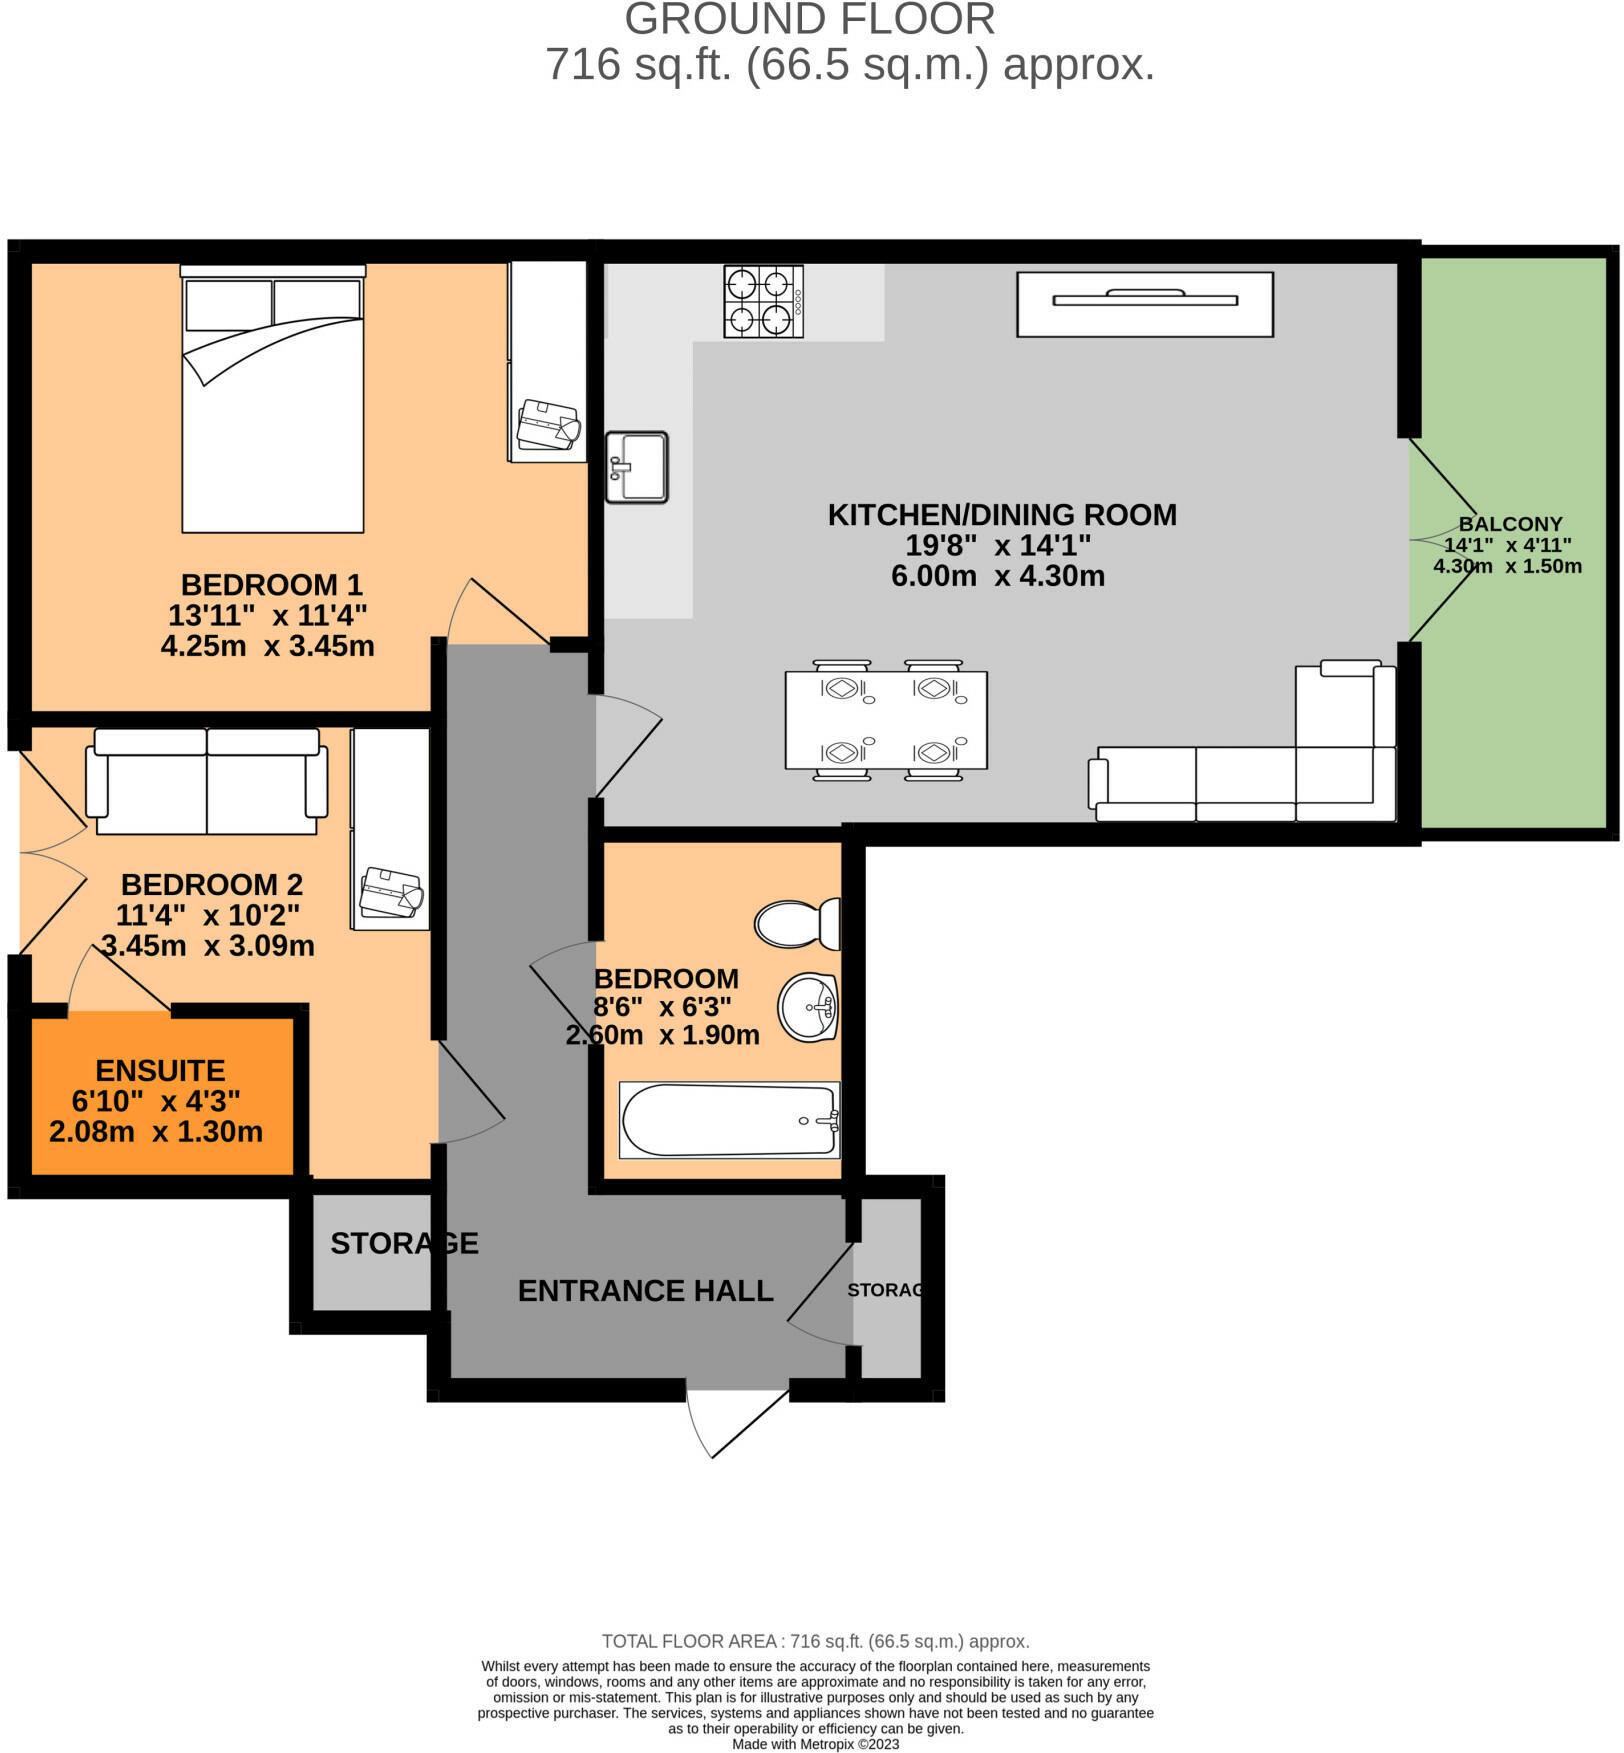 GROUND FLOOR
716 sq.ft. (66.5 sq.m.) approx.
BEDROOM 1
13'11" x 11'4"
4.25m x 3.45m
KITCHEN/DINING ROOM
19'8" x 14'1"
6.00m x 4.30m
BALCONY
14'1" x 4'11"
4.30m x 1.50m
BEDROOM 2
11'4" x 10'2"
3.45m x 3.09m
BEDROOM
8'6" x 6'3"
2.60m x 1.90m
ENSUITE
6'10" x 4'3"
2.08m x 1.30m
STORAGE
ENTRANCE HALL
STORAG
TOTAL FLOOR AREA : 716 sq.ft. (66.5 sq.m.) approx.
Whilst every attempt has been made to ensure the accuracy of the floorplan contained here, measurements
of doors, windows, rooms and any other items are approximate and no responsibility is taken for any error,
omission or mis-statement. This plan is for illustrative purposes only and should be used as such by any
prospective purchaser. The services, systems and appliances shown have not been tested and no guarantee
as to their operability or efficiency can be given.
Made with Metropix ©2023